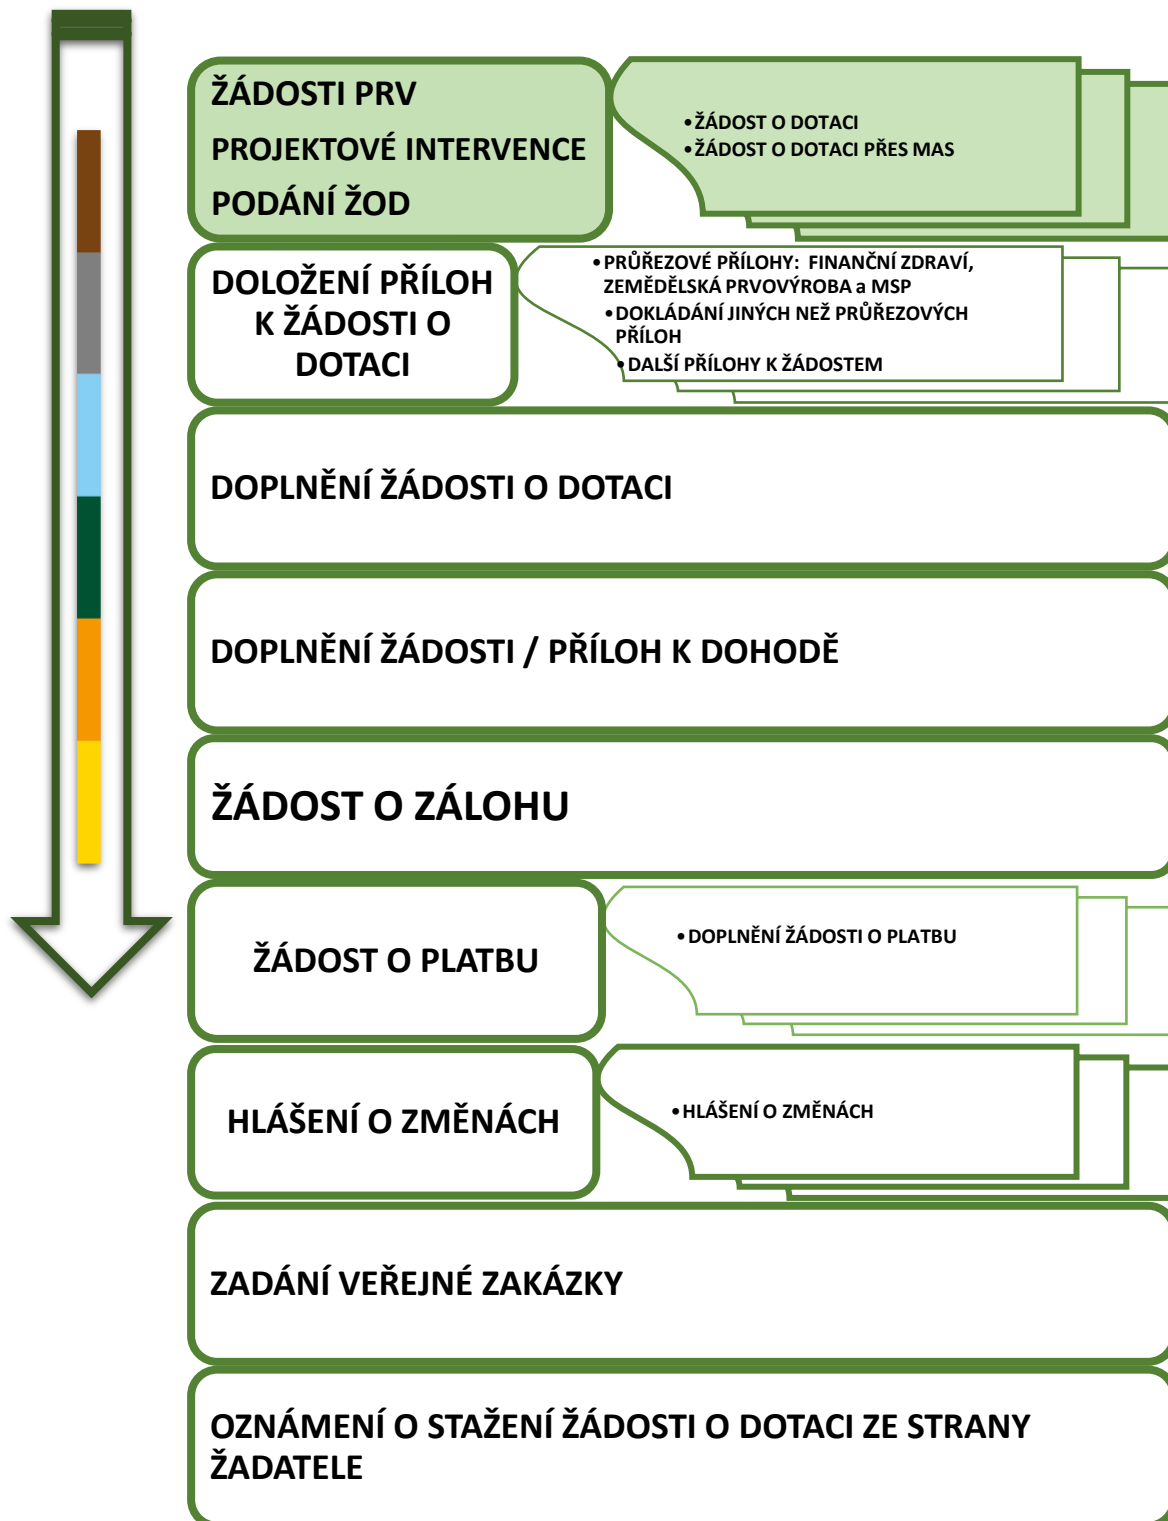 ŽÁDOSTI PRV
PROJEKTOVÉ INTERVENCE
PODÁNÍ ŽOD
•ŽÁDOST O DOTACI
•ŽÁDOST O DOTACI PŘES MAS
DOLOŽENÍ PŘÍLOH
K ŽÁDOSTI O
DOTACI
•PRŮŘEZOVÉ PŘÍLOHY: FINANČNÍ ZDRAVÍ,
ZEMĚDĚLSKÁ PRVOVÝROBA a MSP
•DOKLÁDÁNÍ JINÝCH NEŽ PRŮŘEZOVÝCH
PŘÍLOH
•DALŠÍ PŘÍLOHY K ŽÁDOSTEM
DOPLNĚNÍ ŽÁDOSTI O DOTACI
DOPLNĚNÍ ŽÁDOSTI / PŘÍLOH K DOHODĚ
ŽÁDOST O ZÁLOHU
ŽÁDOST O PLATBU
•DOPLNĚNÍ ŽÁDOSTI O PLATBU
HLÁŠENÍ O ZMĚNÁCH
•HLÁŠENÍ O ZMĚNÁCH
ZADÁNÍ VEŘEJNÉ ZAKÁZKY
OZNÁMENÍ O STAŽENÍ ŽÁDOSTI O DOTACI ZE STRANY
ŽADATELE